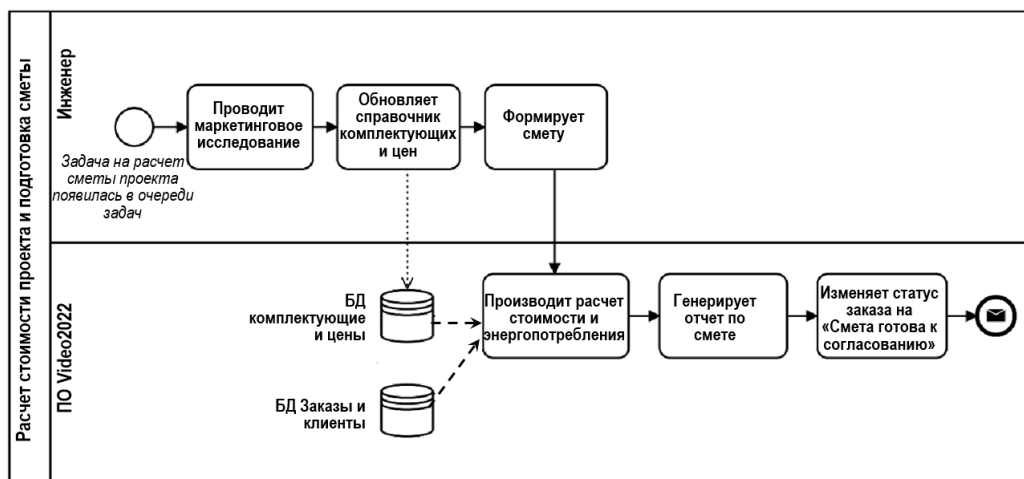 Расчет стоимости проекта и подготовка сметы
Инженер
Проводит
маркетинговое
исследование
Обновляет
справочник
комплектующих
и цен
Формирует
смету
Задача на расчет
сметы проекта
появилась в очереди
задач
ПО Video2022
БД
комплектующие
и цены
БД Заказы и
клиенты
Производит расчет
стоимости и
энергопотребления
Генерирует
отчет по
смете
Изменяет статус
заказа на
«Смета готова к
согласованию»